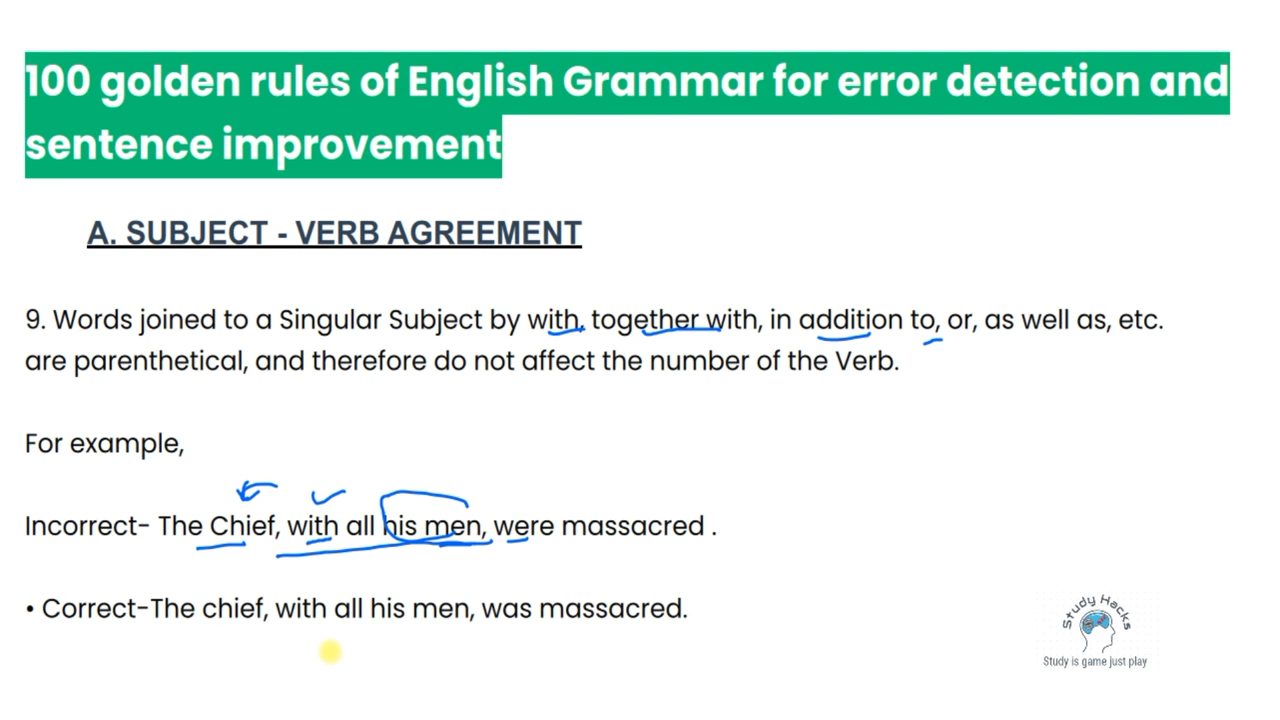 100 golden rules of English Grammar for error detection and
sentence improvement
A. SUBJECT - VERB AGREEMENT
9. Words joined to a Singular Subject by with, together with, in addition to, or, as well as, etc.
are parenthetical, and therefore do not affect the number of the Verb.
For example,
Incorrect- The Chief, with all his men, were massacred .
• Correct-The chief, with all his men, was massacred.
Study Hacks
Study is game just play